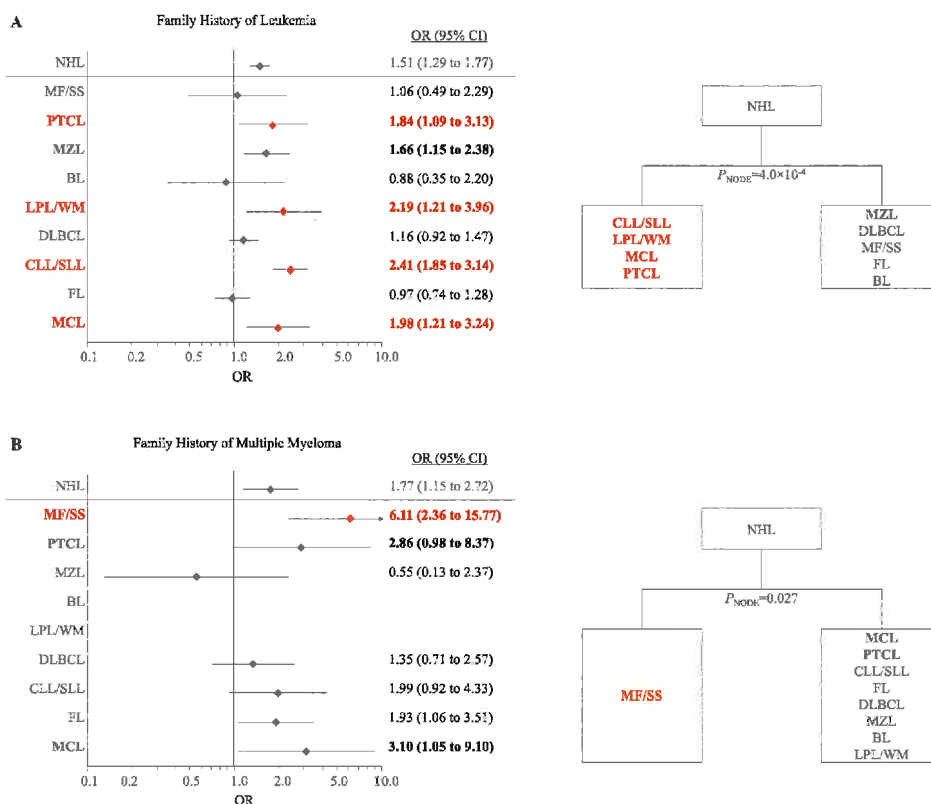 A
Family History of Leukemia
OR (95% CI)
NHL 1.51 (1.29 to 1.77)
MF/SS 1.06 (0.49 to 2.29)
PTCL 1.84 (1.09 to 3.13)
MZL 1.66 (1.15 to 2.38)
BL 0.88 (0.35 to 2.20)
LPL/WM 2.19 (1.21 to 3.96)
DLBCL 1.16 (0.92 to 1.47)
CLL/SLL 2.41 (1.85 to 3.14)
FL 0.97 (0.74 to 1.28)
MCL 1.98 (1.21 to 3.24)
0.1 0.2 0.5 1.0 2.0 5.0 10.0
OR
NHL
P_NODE=4.0×10⁻⁴
CLL/SLL
LPL/WM
MCL
PTCL
MZL
DLBCL
MF/SS
FL
BL
B
Family History of Multiple Myeloma
OR (95% CI)
NHL 1.77 (1.15 to 2.72)
MF/SS 6.11 (2.36 to 15.77)
PTCL 2.86 (0.98 to 8.37)
MZL 0.55 (0.13 to 2.37)
BL
LPL/WM
DLBCL 1.35 (0.71 to 2.57)
CLL/SLL 1.99 (0.92 to 4.33)
FL 1.93 (1.06 to 3.51)
MCL 3.10 (1.05 to 9.10)
0.1 0.2 0.5 1.0 2.0 5.0 10.0
OR
NHL
P_NODE=0.027
MF/SS
MCL
PTCL
CLL/SLL
FL
DLBCL
MZL
BL
LPL/WM